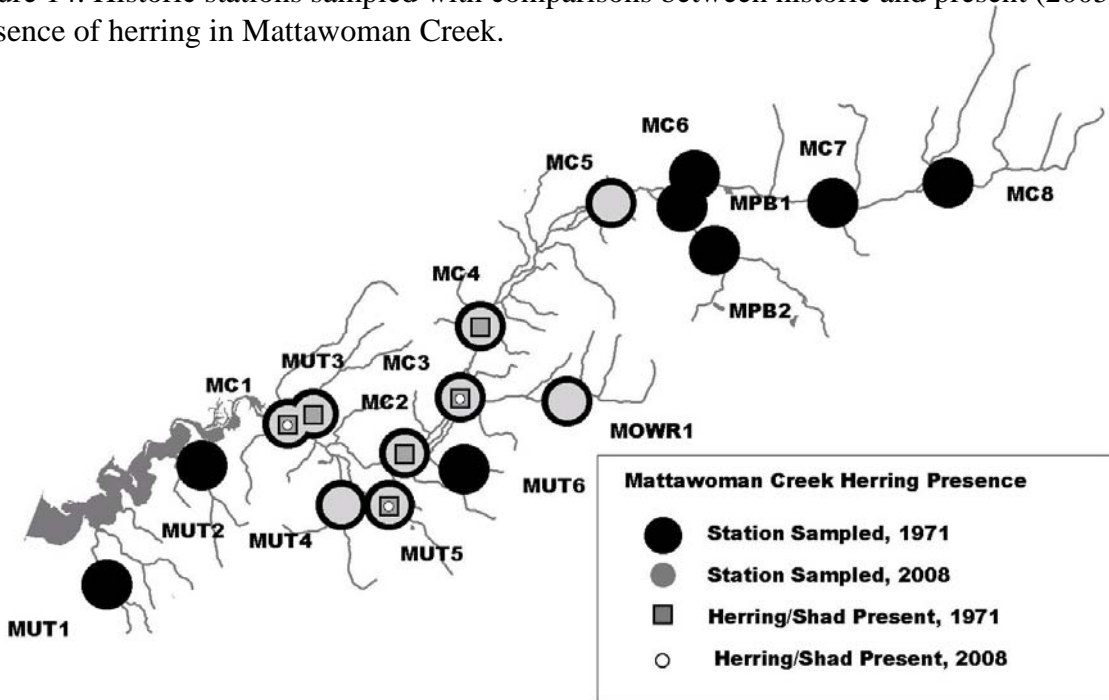 sence of herring in Mattawoman Creek.
MC6
MC7
MC5
MC8
MPB1
MC4
MPB2
MUT3
MC3
MC1
MC2
MOWR1
MUT6
MUT2
MUT4
MUT5
MUT1
Mattawoman Creek Herring Presence
Station Sampled, 1971
Station Sampled, 2008
Herring/Shad Present, 1971
Herring/Shad Present, 2008